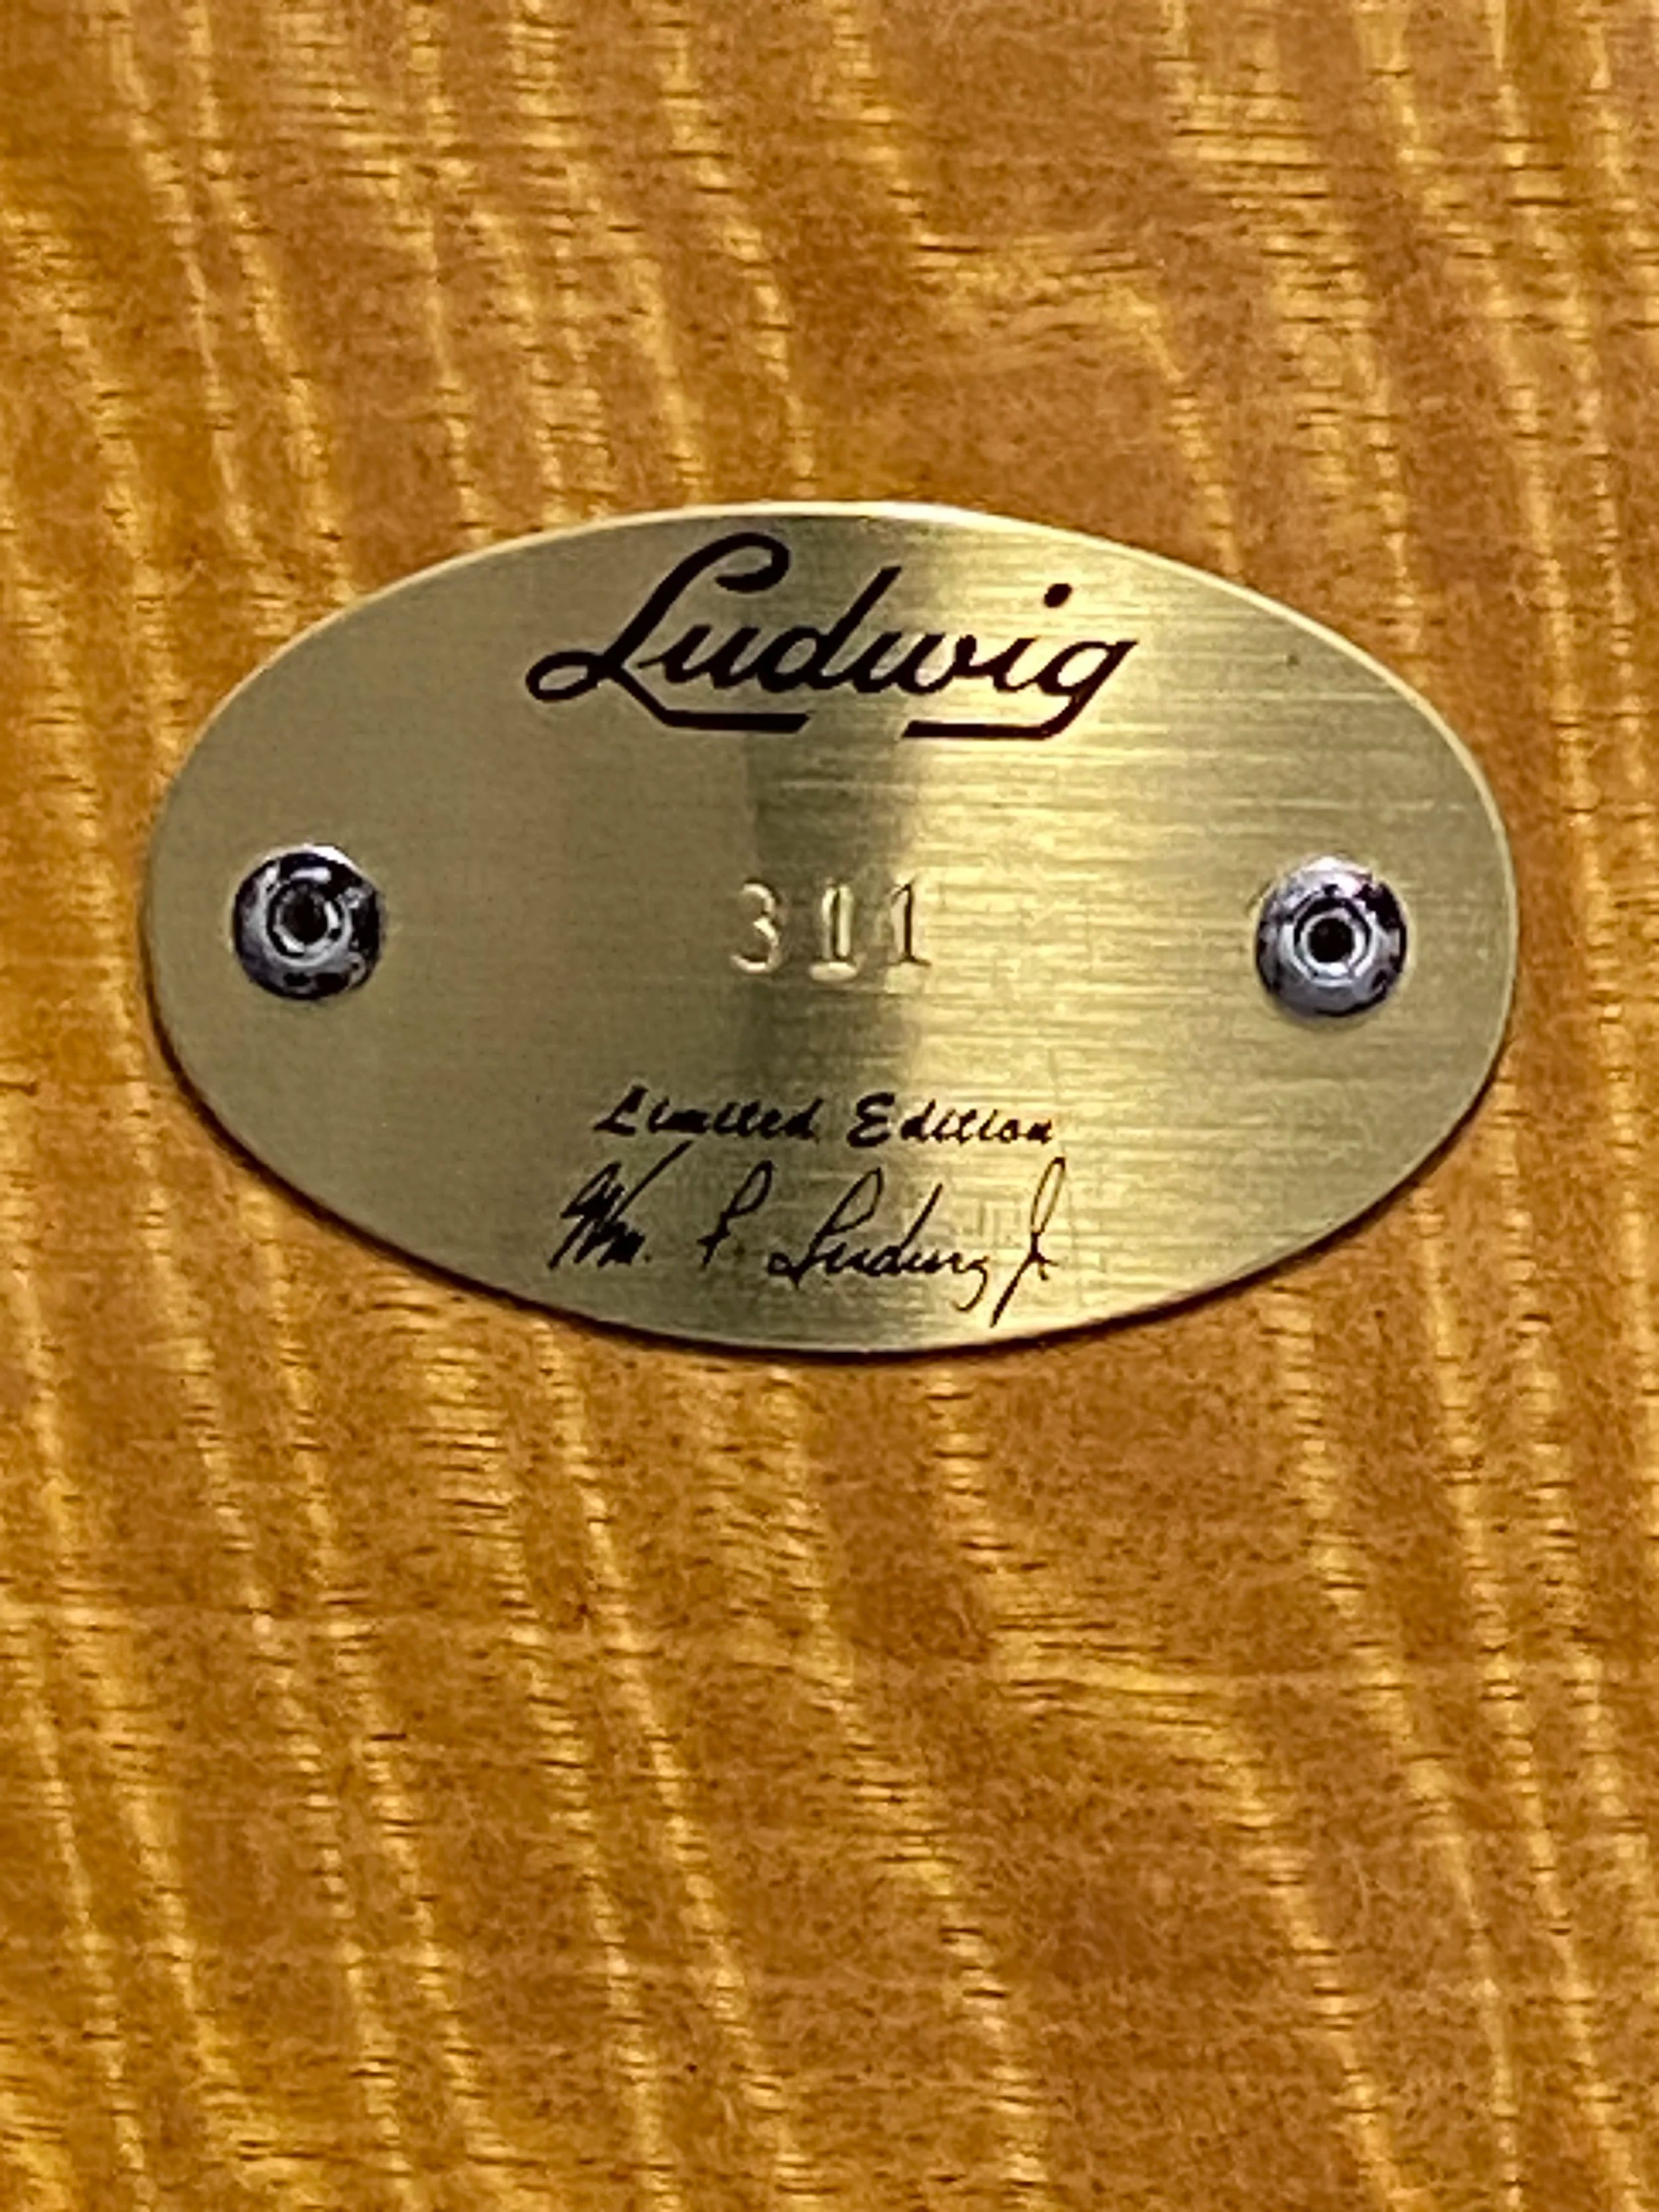 Ludwig
311
Limited Edition
Wm. F. Ludwig Jr